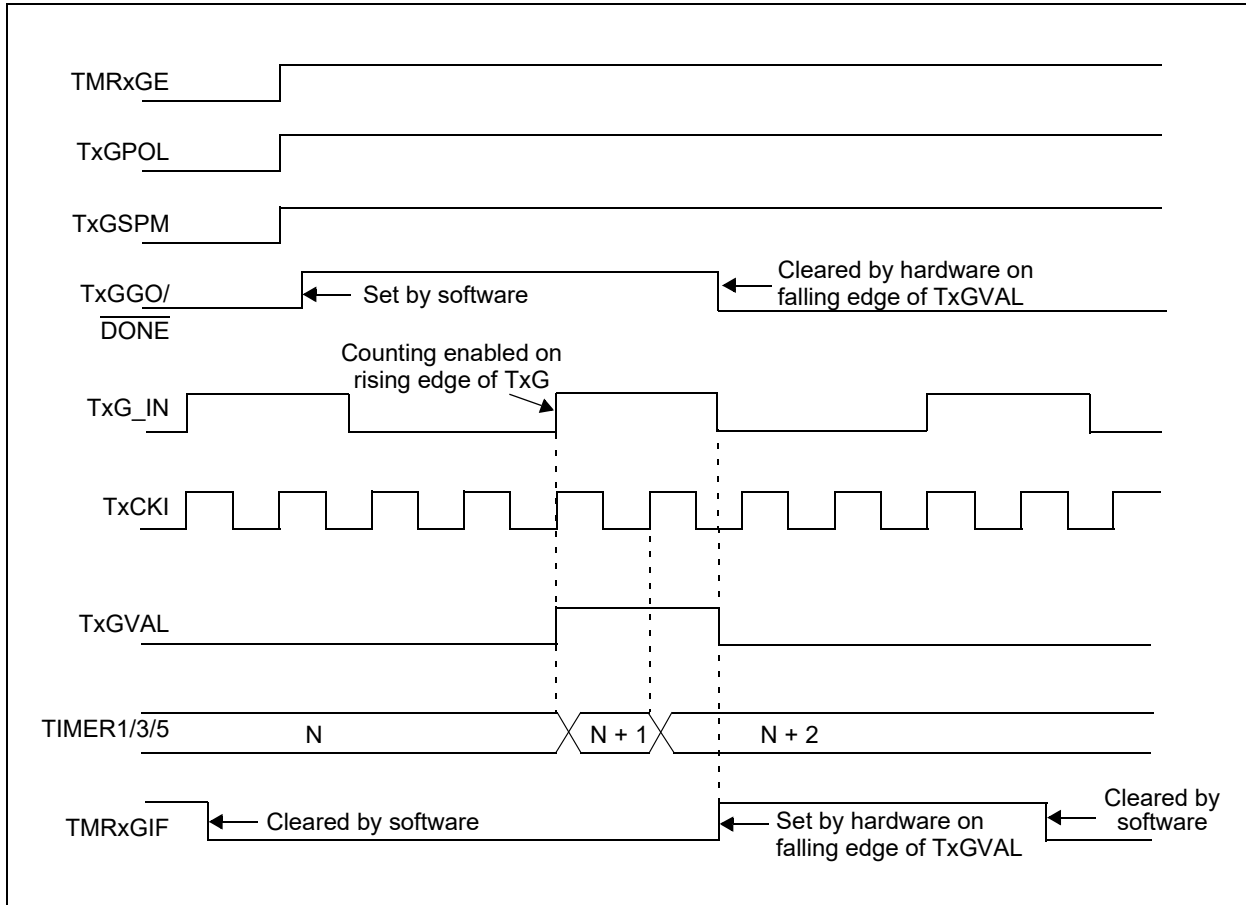 TMRxGE
TxGPOL
TxGSPM
TxGGO/
DONE
Set by software
Cleared by hardware on
falling edge of TxGVAL
Counting enabled on
rising edge of TxG
TxG_IN
TxCKI
TxGVAL
TIMER1/3/5
N
N + 1
N + 2
TMRxGIF
Cleared by software
Set by hardware on
falling edge of TxGVAL
Cleared by
software